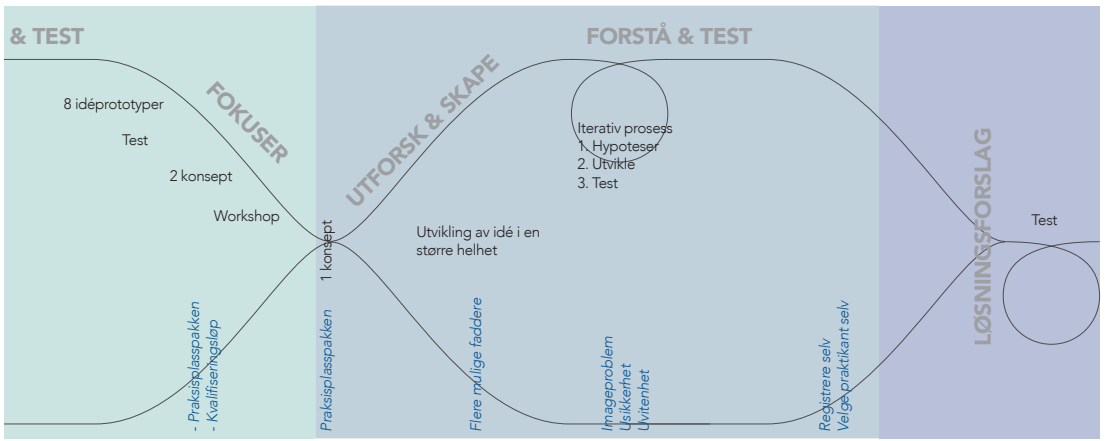 & TEST
8 idéprototyper
Test
2 konsept
Workshop
FOKUSER
- Praksisplasspakken
- Kvalifiseringsløp
1 konsept
Praksisplasspakken
UTFORSK & SKAPE
Utvikling av idé i en
større helhet
Flere mulige faddere
FORSTÅ & TEST
Iterativ prosess
1. Hypoteser
2. Utvikle
3. Test
Imageproblem
Usikkerhet
Uvitenhet
Registrere selv
Velge praktikant selv
LØSNINGSFORSLAG
Test